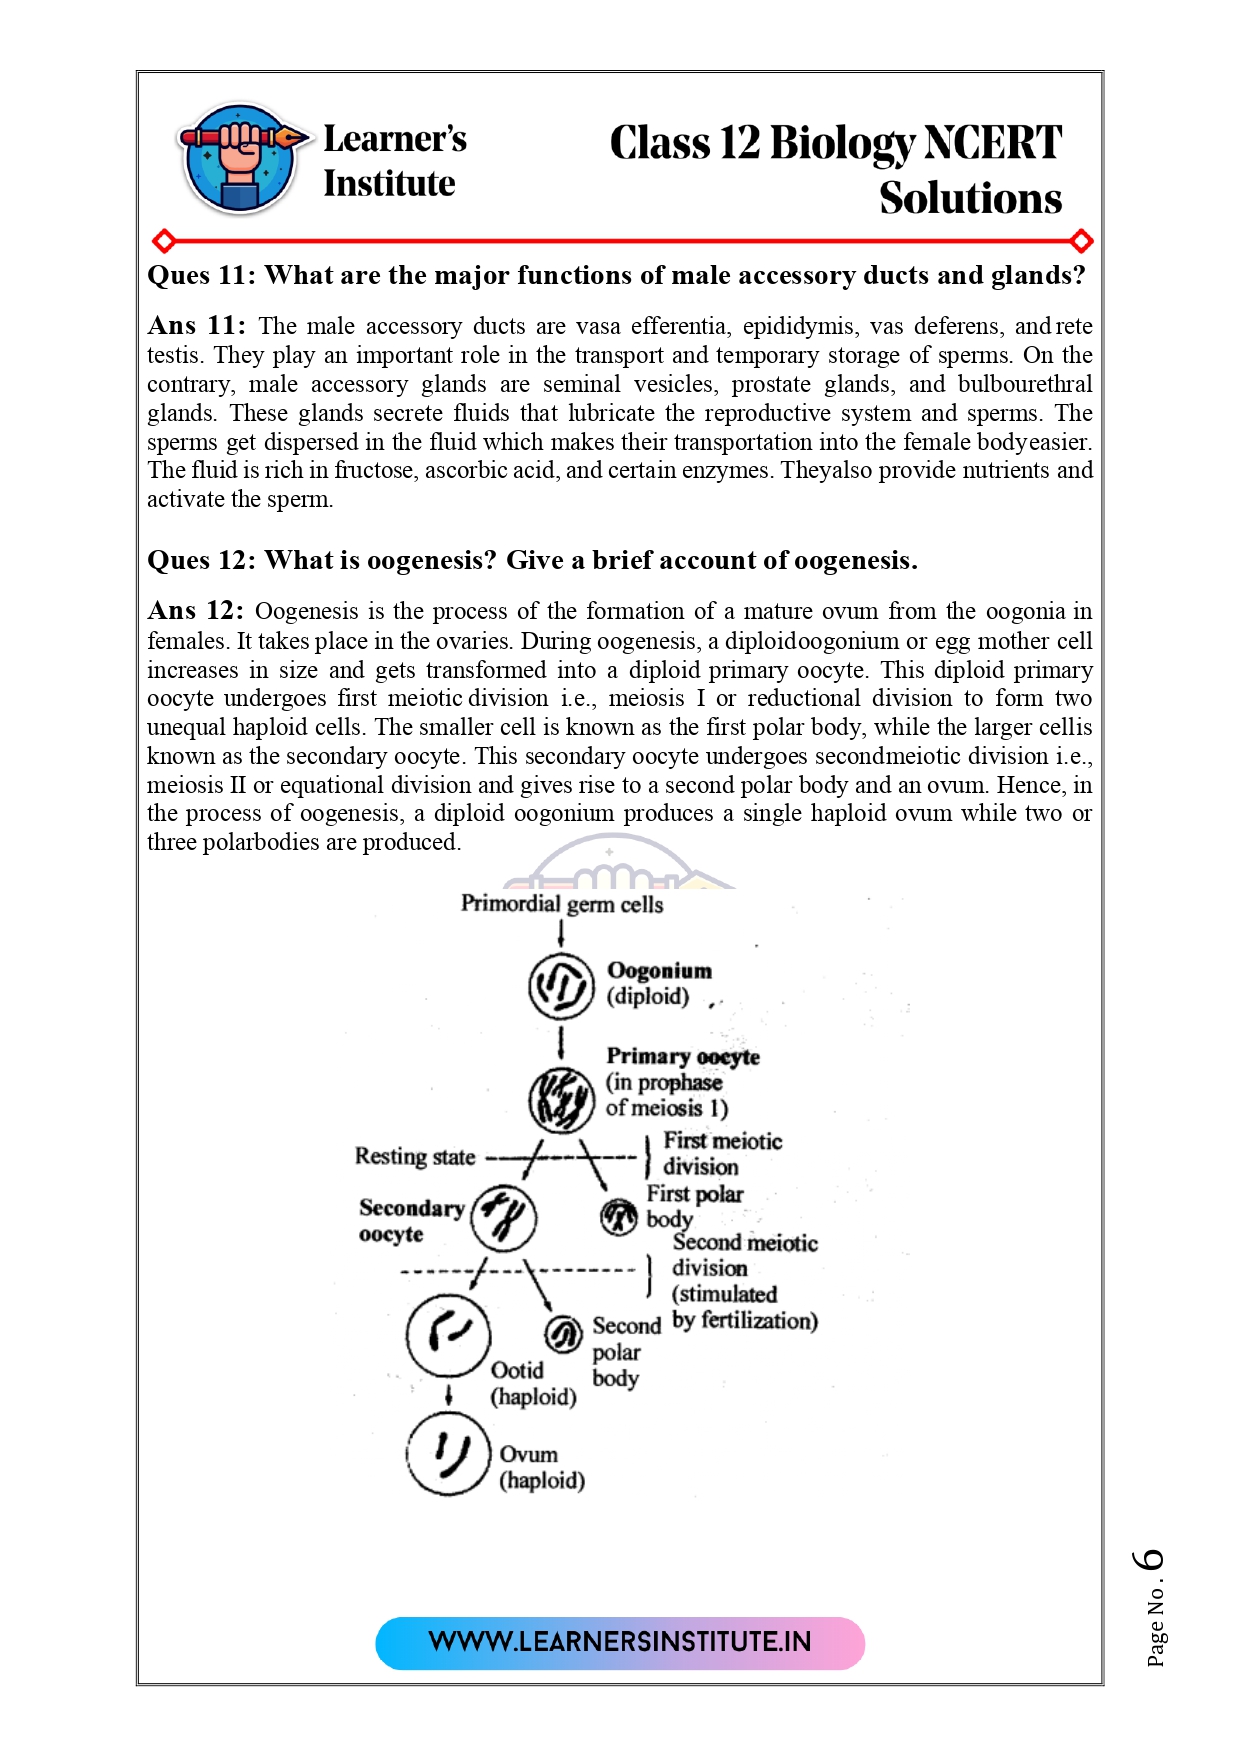 Learner's
Institute
Class 12 Biology NCERT
Solutions
Ques 11: What are the major functions of male accessory ducts and glands?
Ans 11: The male accessory ducts are vasa efferentia, epididymis, vas deferens, and rete
testis. They play an important role in the transport and temporary storage of sperms. On the
contrary, male accessory glands are seminal vesicles, prostate glands, and bulbourethral
glands. These glands secrete fluids that lubricate the reproductive system and sperms. The
sperms get dispersed in the fluid which makes their transportation into the female bodyeasier.
The fluid is rich in fructose, ascorbic acid, and certain enzymes. Theyalso provide nutrients and
activate the sperm.
Ques 12: What is oogenesis? Give a brief account of oogenesis.
Ans 12: Oogenesis is the process of the formation of a mature ovum from the oogonia in
females. It takes place in the ovaries. During oogenesis, a diploidoogonium or egg mother cell
increases in size and gets transformed into a diploid primary oocyte. This diploid primary
oocyte undergoes first meiotic division i.e., meiosis I or reductional division to form two
unequal haploid cells. The smaller cell is known as the first polar body, while the larger cellis
known as the secondary oocyte. This secondary oocyte undergoes secondmeiotic division i.e.,
meiosis II or equational division and gives rise to a second polar body and an ovum. Hence, in
the process of oogenesis, a diploid oogonium produces a single haploid ovum while two or
three polarbodies are produced.
Primordial germ cells
Oogonium
(diploid)
Primary oocyte
(in prophase
of meiosis 1)
First meiotic
division
Resting state
First polar
body
Secondary
oocyte
Second meiotic
division
(stimulated
by fertilization)
Second
polar
body
Ootid
(haploid)
Ovum
(haploid)
WWW.LEARNERSINSTITUTE.IN
Page No. 6